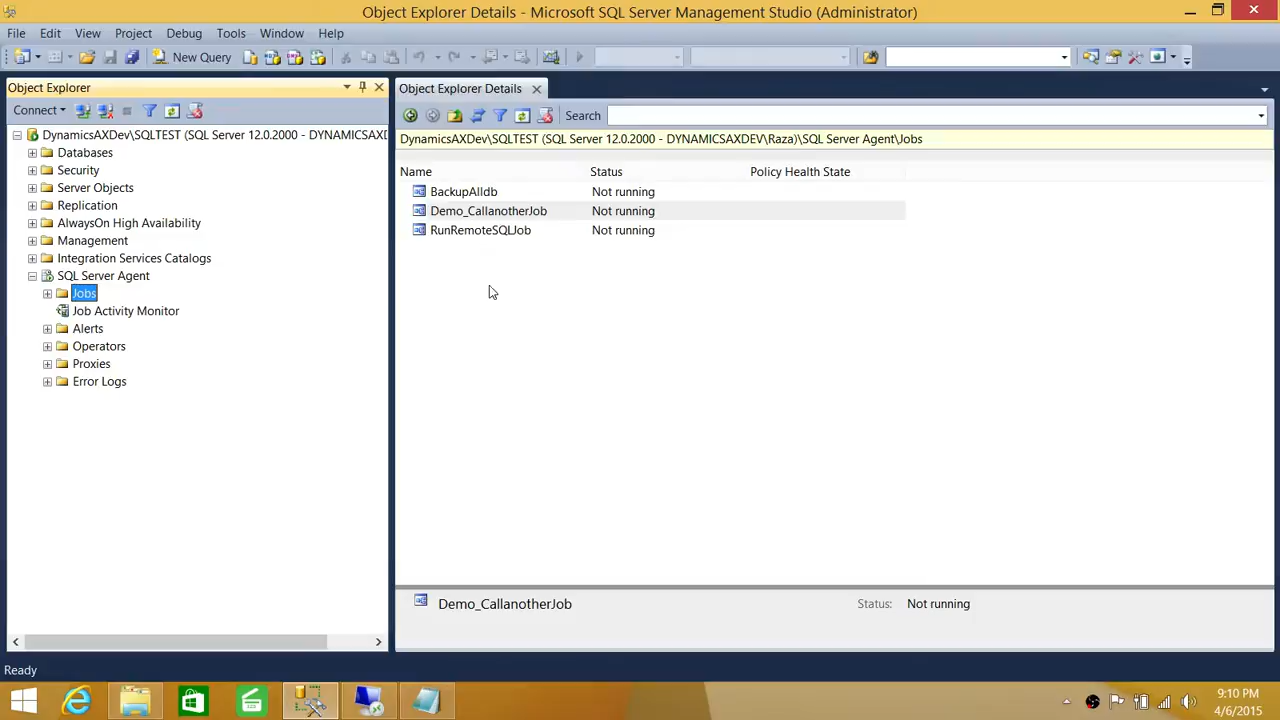 Object Explorer Details - Microsoft SQL Server Management Studio (Administrator)
File Edit View Project Debug Tools Window Help
New Query
Object Explorer
Connect
DynamicsAXDev\SQLTEST (SQL Server 12.0.2000 - DYNAMICSAXDEV
Databases
Security
Server Objects
Replication
AlwaysOn High Availability
Management
Integration Services Catalogs
SQL Server Agent
Jobs
Job Activity Monitor
Alerts
Operators
Proxies
Error Logs
Object Explorer Details
Search
DynamicsAXDev\SQLTEST (SQL Server 12.0.2000 - DYNAMICSAXDEV\Raza)\SQL Server Agent\Jobs
Name Status Policy Health State
BackupAlldb Not running
Demo_CallanotherJob Not running
RunRemoteSQLJob Not running
Demo_CallanotherJob Status: Not running
Ready
9:10 PM
4/6/2015